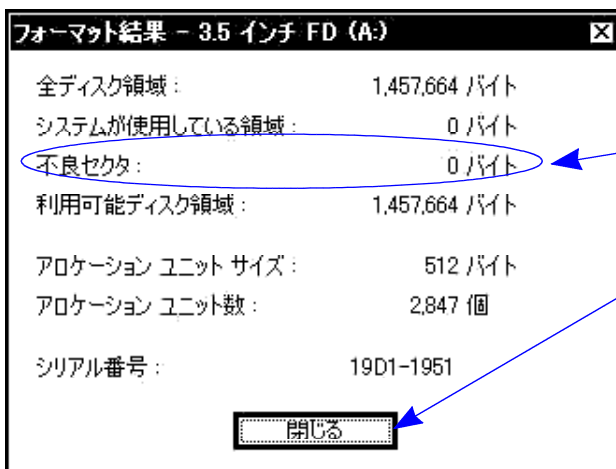 フォーマット結果 - 3.5 インチ FD (A:)
全ディスク領域: 1,457,664 バイト
システムが使用している領域: 0 バイト
不良セクタ: 0 バイト
利用可能ディスク領域: 1,457,664 バイト
アロケーション ユニット サイズ: 512 バイト
アロケーション ユニット数: 2,847 個
シリアル番号: 19D1-1951
閉じる